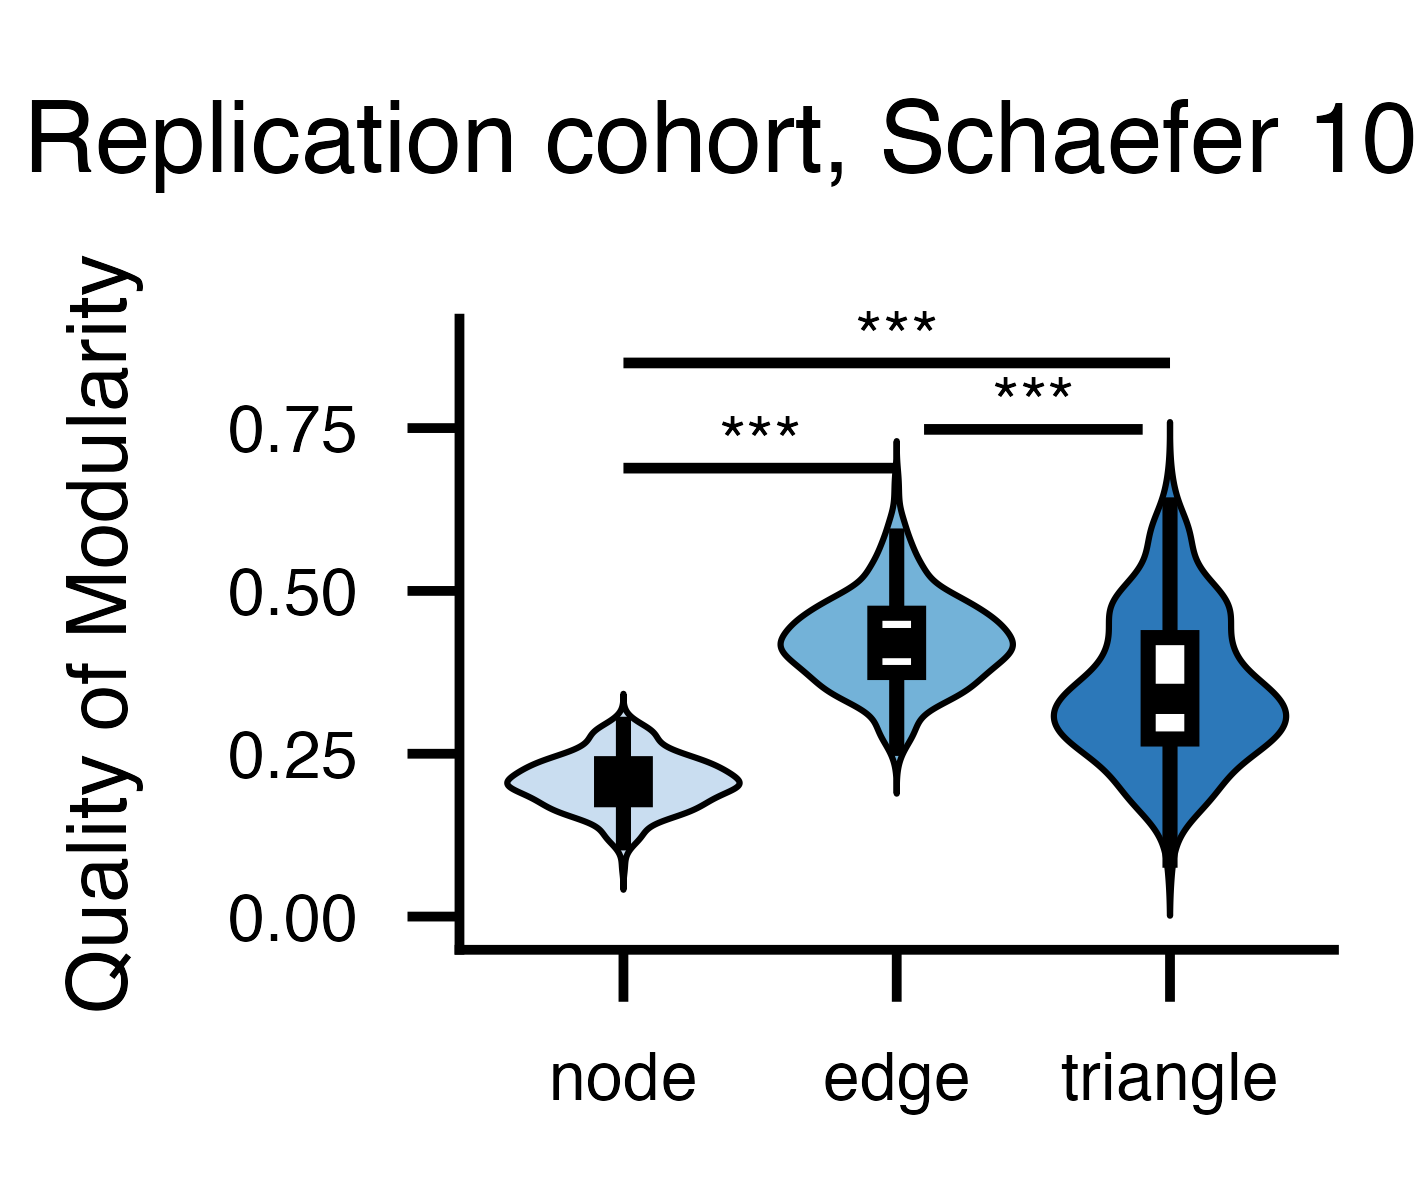 Replication cohort, Schaefer 10
Quality of Modularity
***
***
***
0.75
0.50
0.25
0.00
node edge triangle